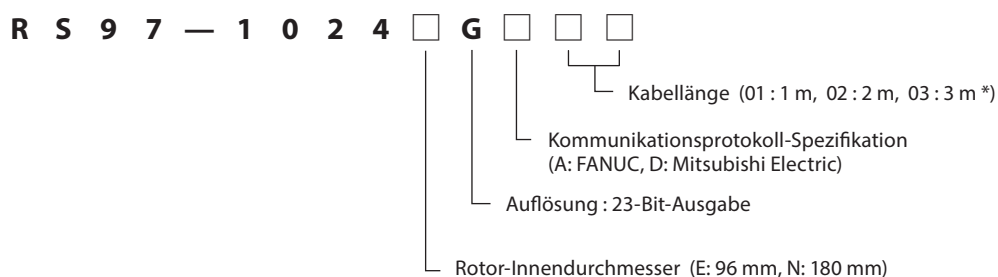 R S 9 7 — 1 0 2 4 □ G □ □ □
Kabellänge (01 : 1 m, 02 : 2 m, 03 : 3 m *)
Kommunikationsprotokoll-Spezifikation
(A: FANUC, D: Mitsubishi Electric)
Auflösung : 23-Bit-Ausgabe
Rotor-Innendurchmesser (E: 96 mm, N: 180 mm)